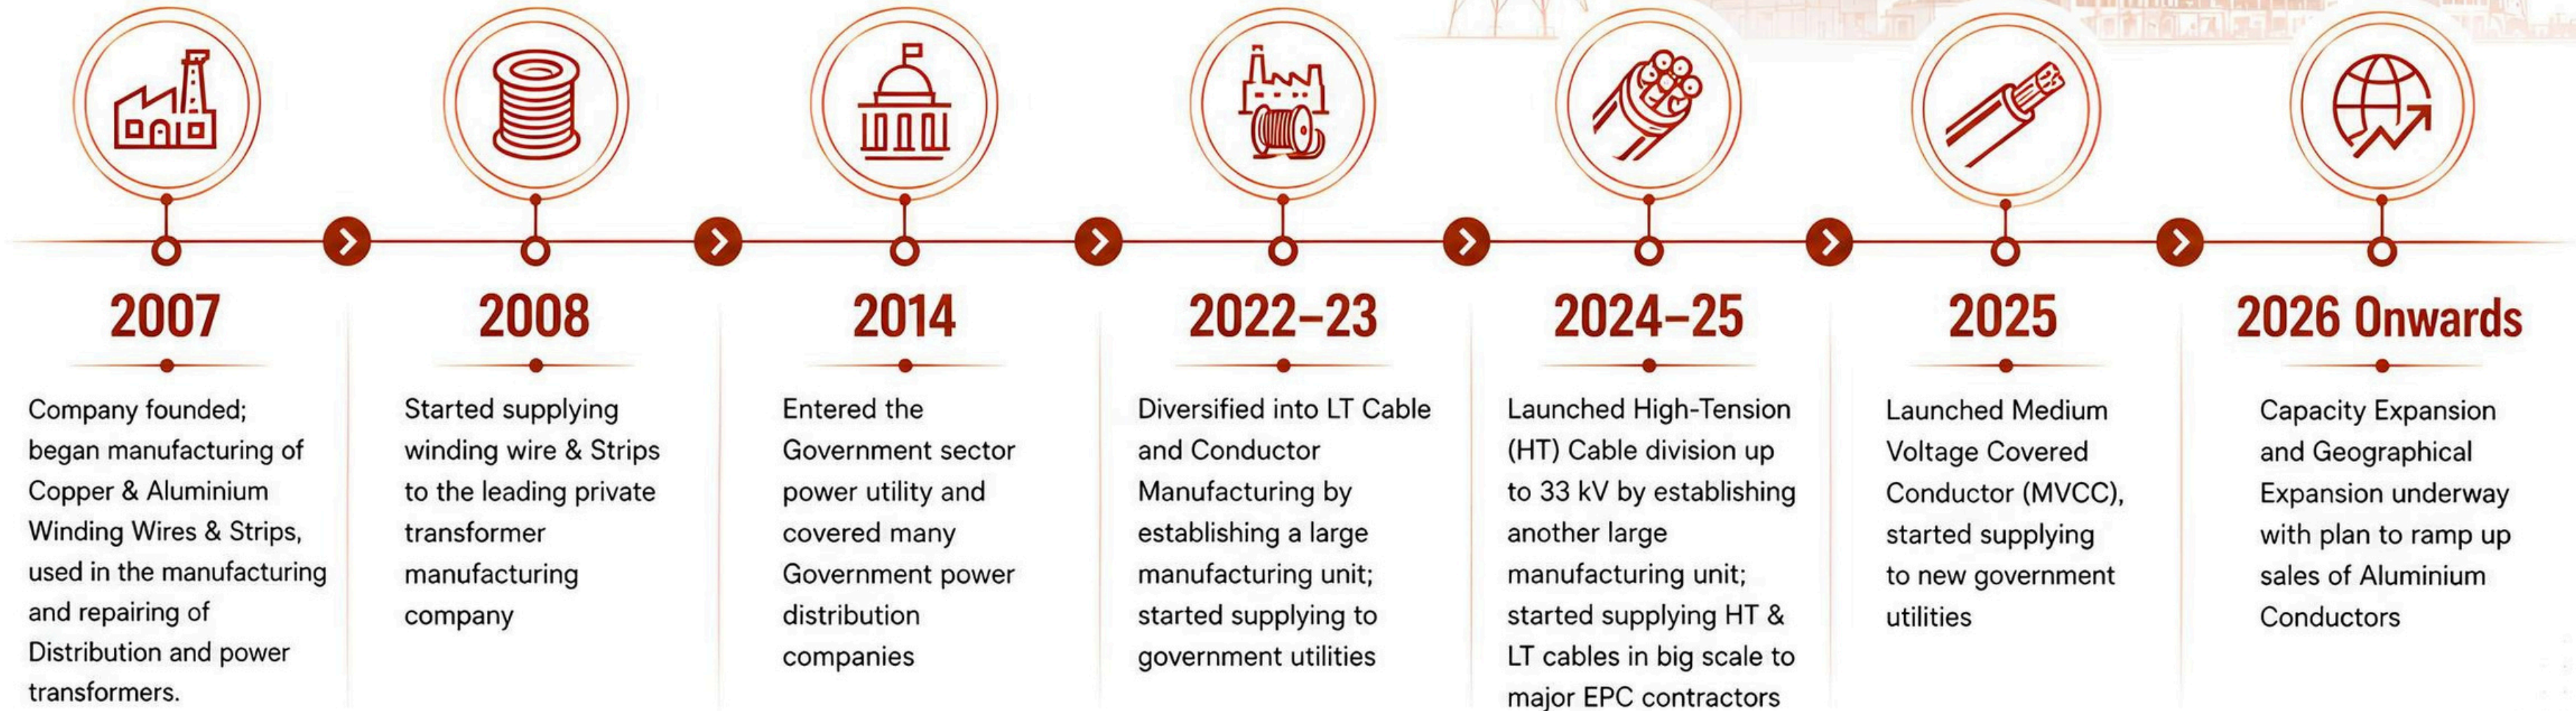 2007
Company founded;
began manufacturing of
Copper & Aluminium
Winding Wires & Strips,
used in the manufacturing
and repairing of
Distribution and power
transformers.
2008
Started supplying
winding wire & Strips
to the leading private
transformer
manufacturing
company
2014
Entered the
Government sector
power utility and
covered many
Government power
distribution
companies
2022–23
Diversified into LT Cable
and Conductor
Manufacturing by
establishing a large
manufacturing unit;
started supplying to
government utilities
2024–25
Launched High-Tension
(HT) Cable division up
to 33 kV by establishing
another large
manufacturing unit;
started supplying HT &
LT cables in big scale to
major EPC contractors
2025
Launched Medium
Voltage Covered
Conductor (MVCC),
started supplying
to new government
utilities
2026 Onwards
Capacity Expansion
and Geographical
Expansion underway
with plan to ramp up
sales of Aluminium
Conductors